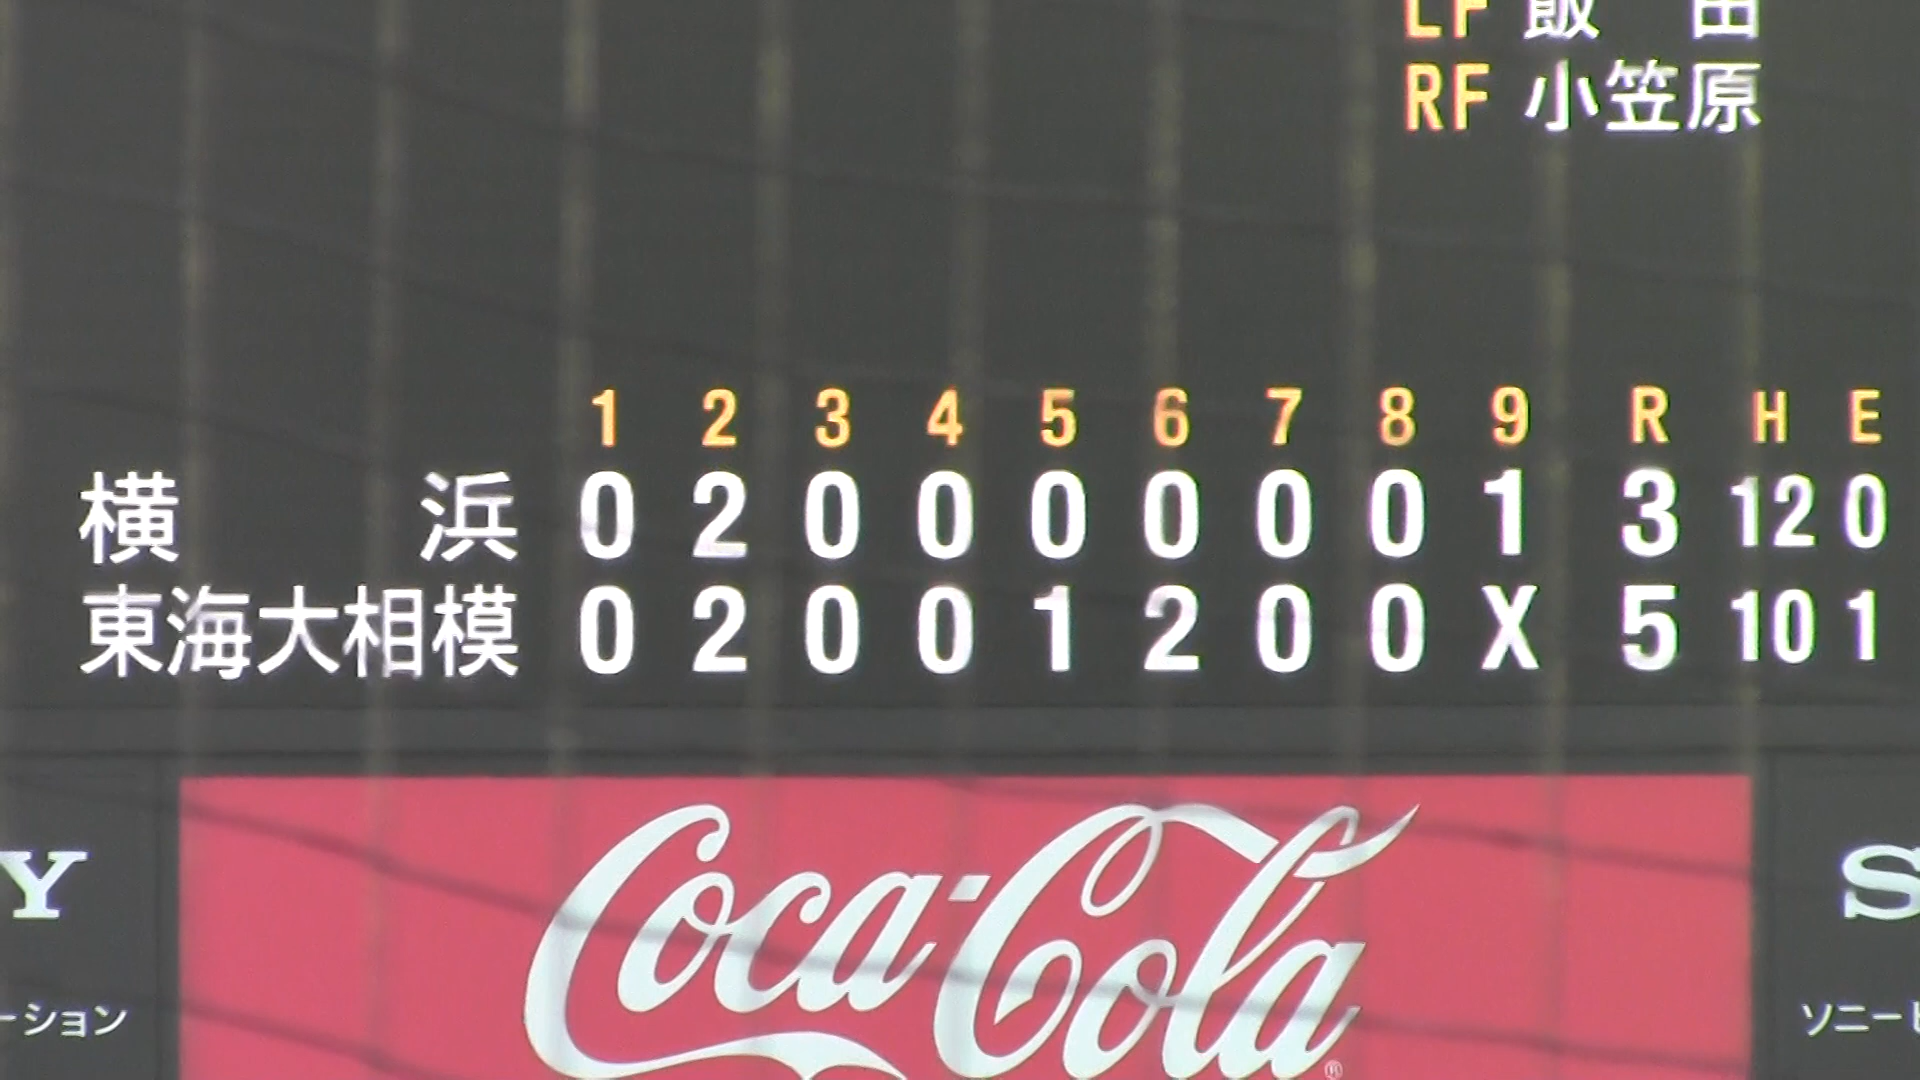 LF 飯 田
RF 小笠原
1 2 3 4 5 6 7 8 9 R H E
横 浜 0 2 0 0 0 0 0 0 1 3 12 0
東海大相模 0 2 0 0 1 2 0 0 X 5 10 1
Coca-Cola®
Y
S
ーション
ソニー